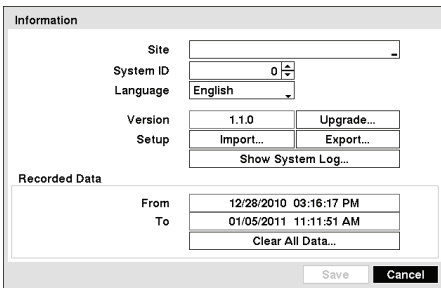 Information
Site
System ID 0
Language English
Version 1.1.0 Upgrade...
Setup Import... Export...
Show System Log...
Recorded Data
From 12/28/2010 03:16:17 PM
To 01/05/2011 11:11:51 AM
Clear All Data...
Save Cancel